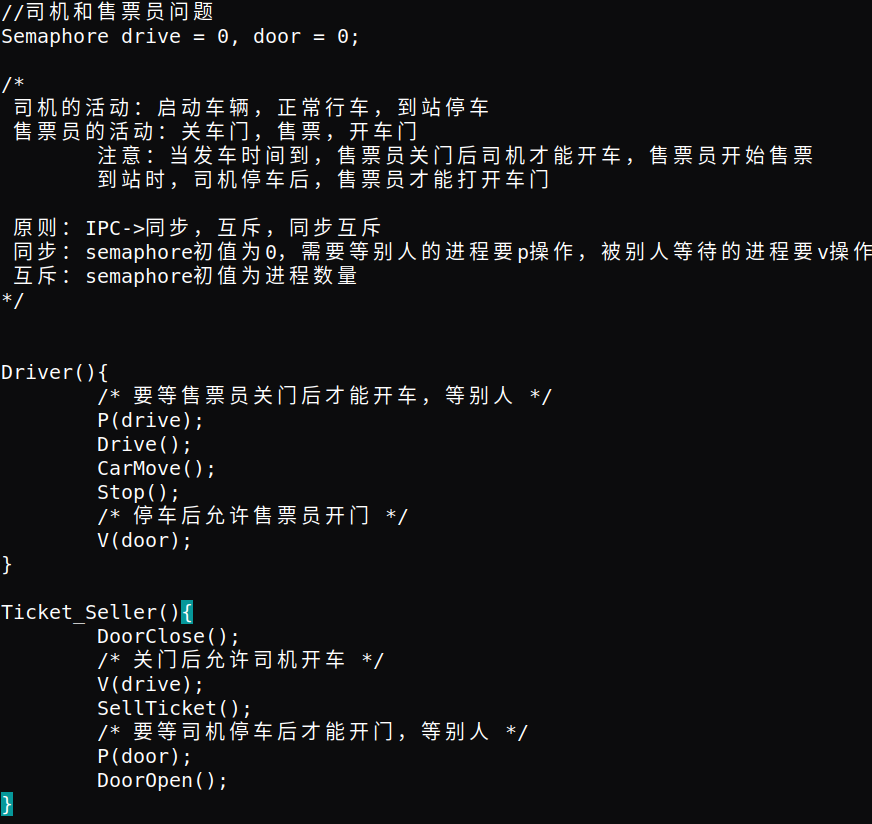 //司机和售票员问题
Semaphore drive = 0, door = 0;
/*
司机的活动：启动车辆，正常行车，到站停车
售票员的活动：关车门，售票，开车门
注意：当发车时间到，售票员关门后司机才能开车，售票员开始售票
到站时，司机停车后，售票员才能打开车门
原则：IPC->同步，互斥，同步互斥
同步：semaphore初值为0，需要等别人的进程要p操作，被别人等待的进程要v操作
互斥：semaphore初值为进程数量
*/
Driver(){
/* 要等售票员关门后才能开车，等别人 */
P(drive);
Drive();
CarMove();
Stop();
/* 停车后允许售票员开门 */
V(door);
}
Ticket_Seller(){
DoorClose();
/* 关门后允许司机开车 */
V(drive);
SellTicket();
/* 要等司机停车后才能开门，等别人 */
P(door);
DoorOpen();
}